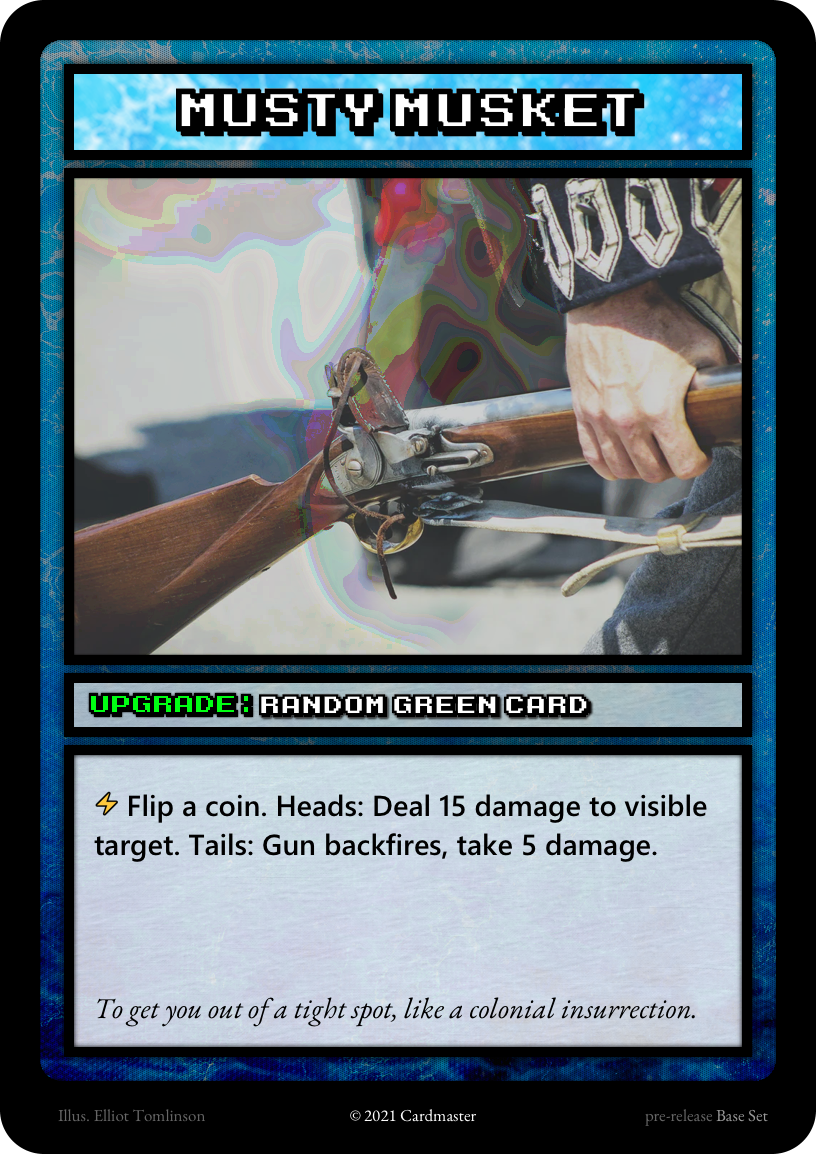 MUSTY MUSKET
UPGRADE: RANDOM GREEN CARD
⚡ Flip a coin. Heads: Deal 15 damage to visible
target. Tails: Gun backfires, take 5 damage.
To get you out of a tight spot, like a colonial insurrection.
Illus. Elliot Tomlinson © 2021 Cardmaster pre-release Base Set